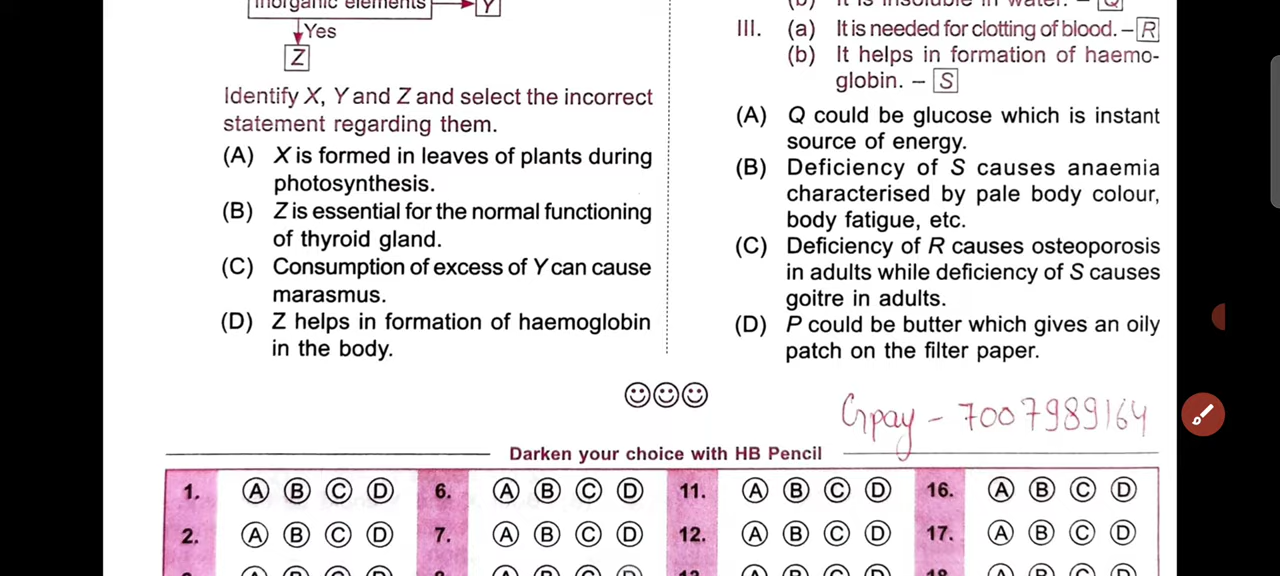 inorganic elements
Y
Yes
Z
Identify X, Y and Z and select the incorrect
statement regarding them.
(A) X is formed in leaves of plants during
photosynthesis.
(B) Z is essential for the normal functioning
of thyroid gland.
(C) Consumption of excess of Y can cause
marasmus.
(D) Z helps in formation of haemoglobin
in the body.
(b) It is insoluble in water. – Q
III. (a) It is needed for clotting of blood. – R
(b) It helps in formation of haemo-
globin. – S
(A) Q could be glucose which is instant
source of energy.
(B) Deficiency of S causes anaemia
characterised by pale body colour,
body fatigue, etc.
(C) Deficiency of R causes osteoporosis
in adults while deficiency of S causes
goitre in adults.
(D) P could be butter which gives an oily
patch on the filter paper.
Gpay - 7007989164
Darken your choice with HB Pencil
1. A B C D 6. A B C D 11. A B C D 16. A B C D
2. A B C D 7. A B C D 12. A B C D 17. A B C D